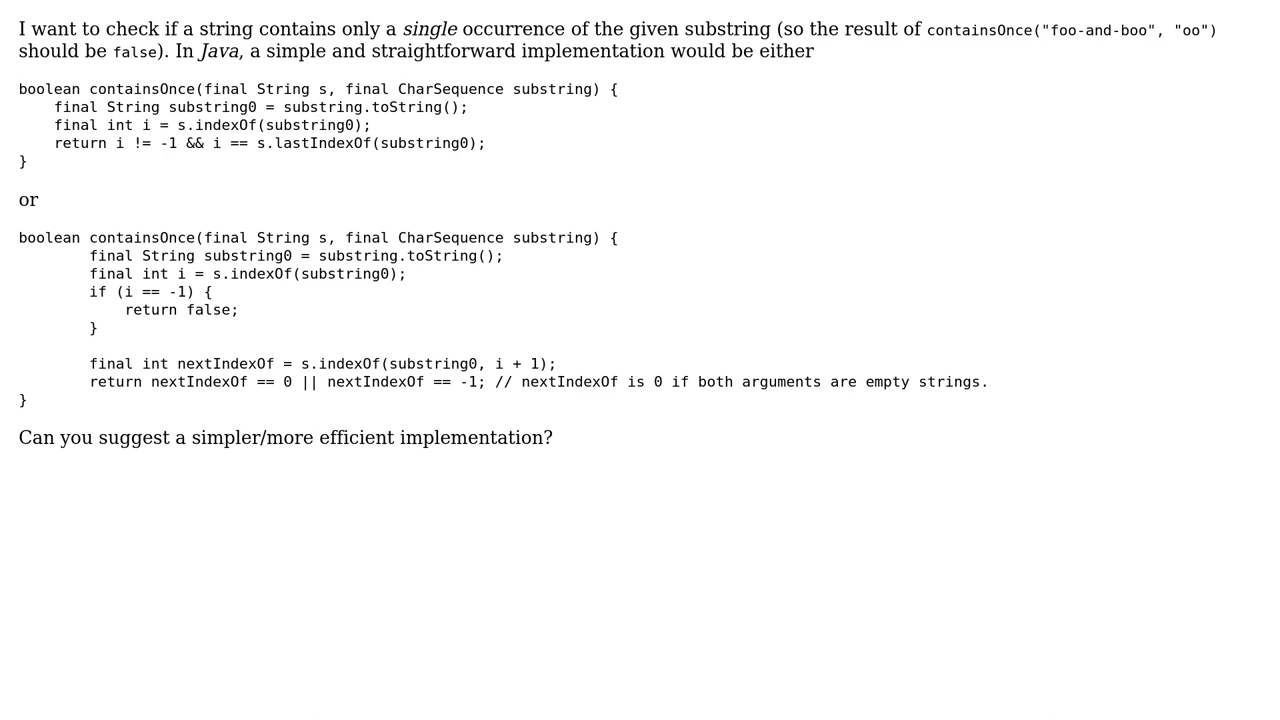 I want to check if a string contains only a single occurrence of the given substring (so the result of containsOnce("foo-and-boo", "oo")
should be false). In Java, a simple and straightforward implementation would be either
boolean containsOnce(final String s, final CharSequence substring) {
    final String substring0 = substring.toString();
    final int i = s.indexOf(substring0);
    return i != -1 && i == s.lastIndexOf(substring0);
}
or
boolean containsOnce(final String s, final CharSequence substring) {
        final String substring0 = substring.toString();
        final int i = s.indexOf(substring0);
        if (i == -1) {
            return false;
        }
        final int nextIndexOf = s.indexOf(substring0, i + 1);
        return nextIndexOf == 0 || nextIndexOf == -1; // nextIndexOf is 0 if both arguments are empty strings.
}
Can you suggest a simpler/more efficient implementation?